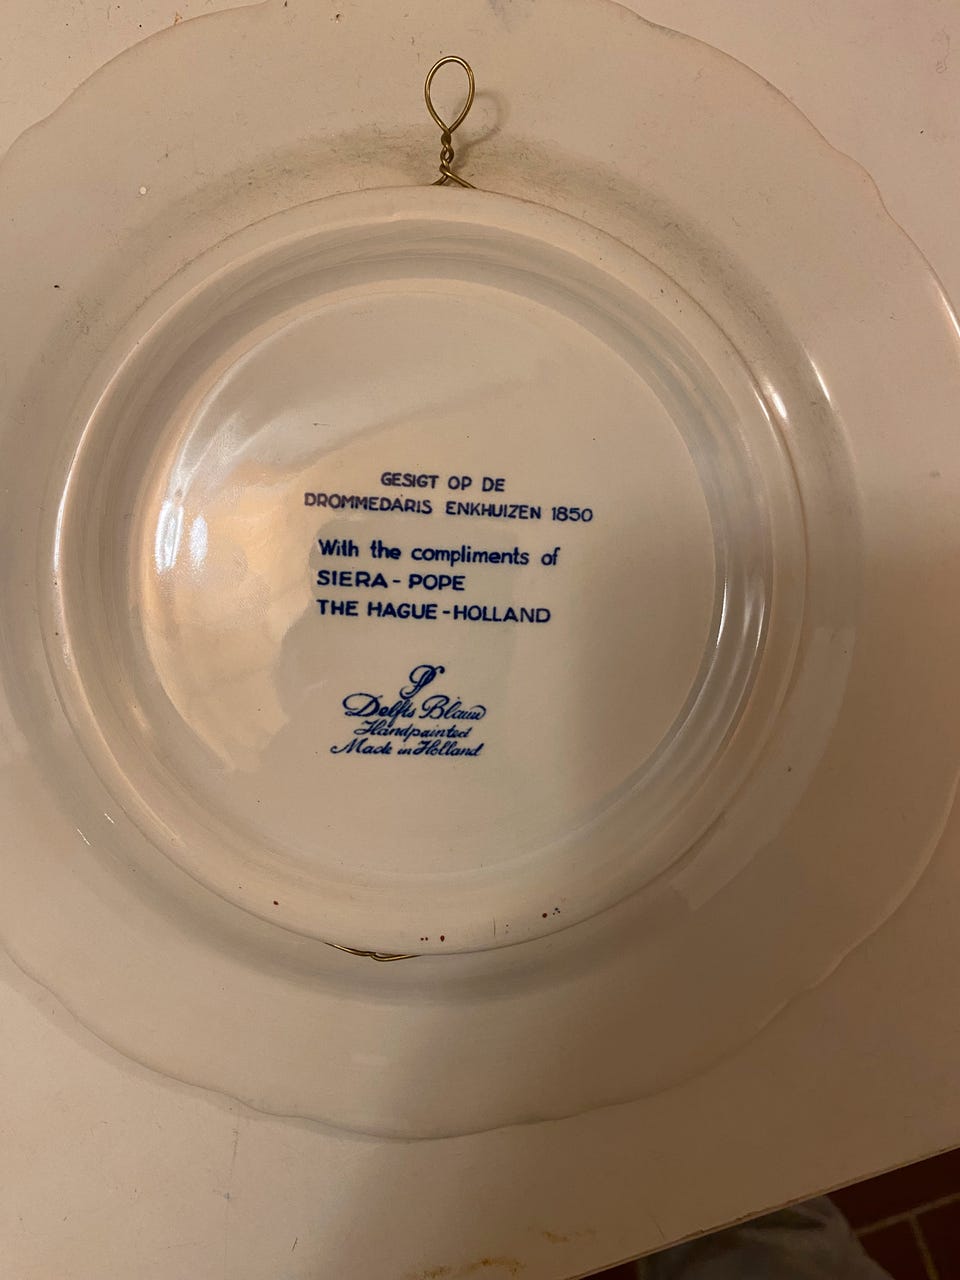 GESIGT OP DE
DROMMEDARIS ENKHUIZEN 1850
With the compliments of
SIERA - POPE
THE HAGUE - HOLLAND
Delfts Blauw
Handpainted
Made in Holland